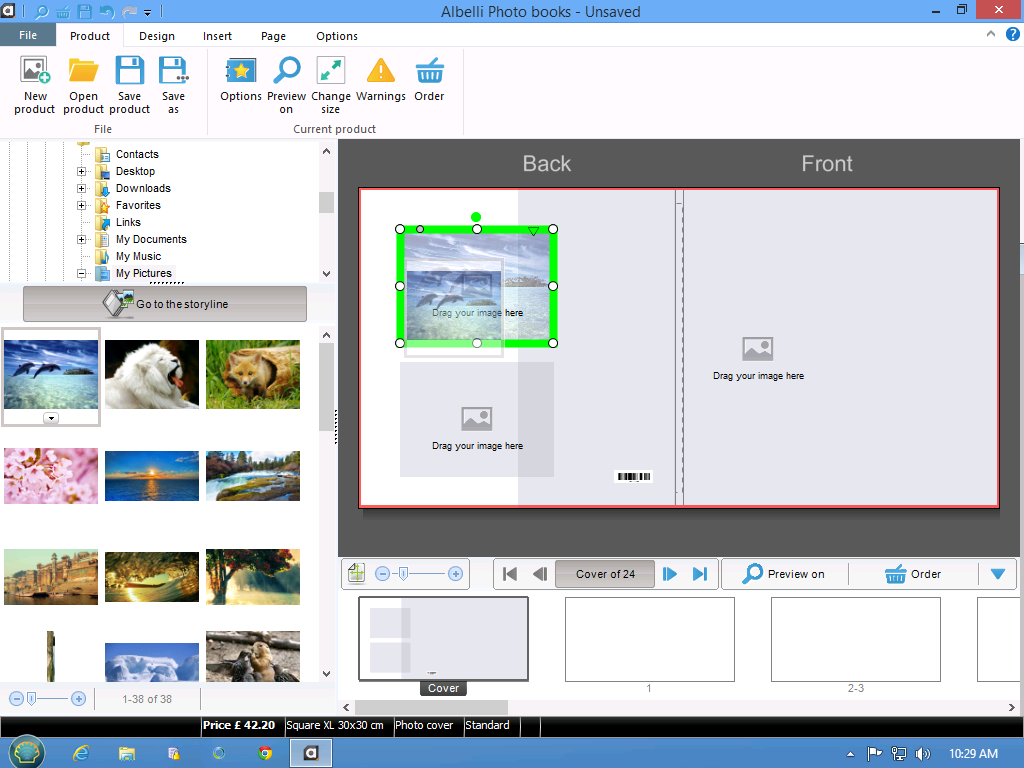 Albelli Photo books - Unsaved
File Product Design Insert Page Options
New product
Open product
Save product
Save as
Options
Preview on
Change size
Warnings
Order
File
Current product
Contacts
Desktop
Downloads
Favorites
Links
My Documents
My Music
My Pictures
Go to the storyline
1-38 of 38
Back Front
Drag your image here
Drag your image here
Drag your image here
Cover of 24
Preview on
Order
Cover 1 2-3
Price £ 42.20 Square XL 30x30 cm Photo cover Standard
10:29 AM